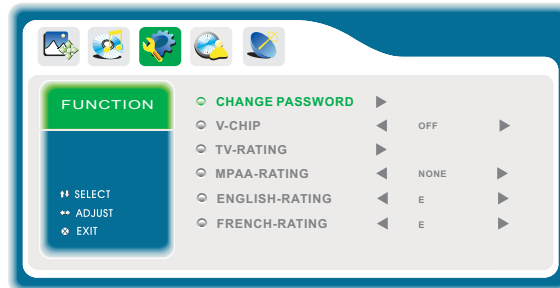 FUNCTION
CHANGE PASSWORD
V-CHIP OFF
TV-RATING
MPAA-RATING NONE
ENGLISH-RATING E
FRENCH-RATING E
SELECT
ADJUST
EXIT